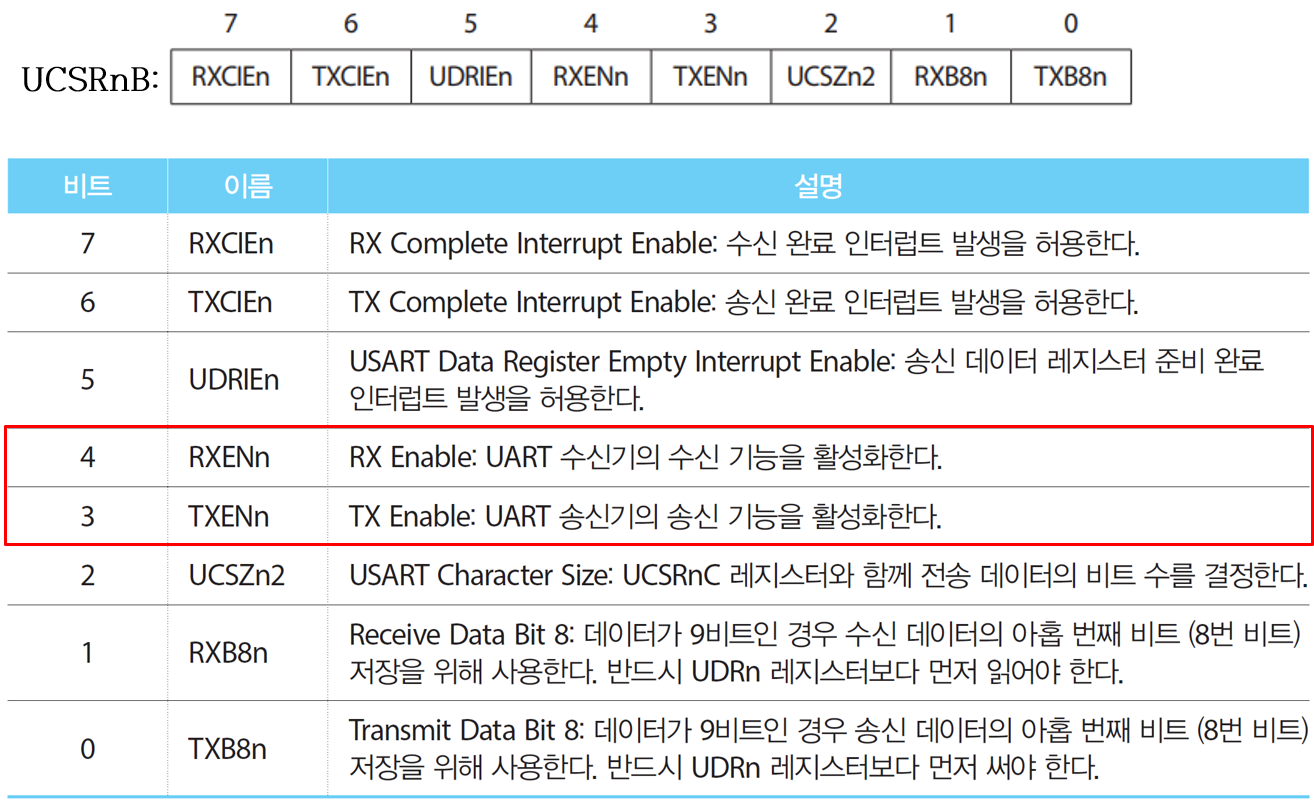 7 6 5 4 3 2 1 0
UCSRnB: RXCIEn TXCIEn UDRIEn RXENn TXENn UCSZn2 RXB8n TXB8n
비트 이름 설명
7 RXCIEn RX Complete Interrupt Enable: 수신 완료 인터럽트 발생을 허용한다.
6 TXCIEn TX Complete Interrupt Enable: 송신 완료 인터럽트 발생을 허용한다.
5 UDRIEn USART Data Register Empty Interrupt Enable: 송신 데이터 레지스터 준비 완료
인터럽트 발생을 허용한다.
4 RXENn RX Enable: UART 수신기의 수신 기능을 활성화한다.
3 TXENn TX Enable: UART 송신기의 송신 기능을 활성화한다.
2 UCSZn2 USART Character Size: UCSRnC 레지스터와 함께 전송 데이터의 비트 수를 결정한다.
1 RXB8n Receive Data Bit 8: 데이터가 9비트인 경우 수신 데이터의 아홉 번째 비트 (8번 비트)
저장을 위해 사용한다. 반드시 UDRn 레지스터보다 먼저 읽어야 한다.
0 TXB8n Transmit Data Bit 8: 데이터가 9비트인 경우 송신 데이터의 아홉 번째 비트 (8번 비트)
저장을 위해 사용한다. 반드시 UDRn 레지스터보다 먼저 써야 한다.